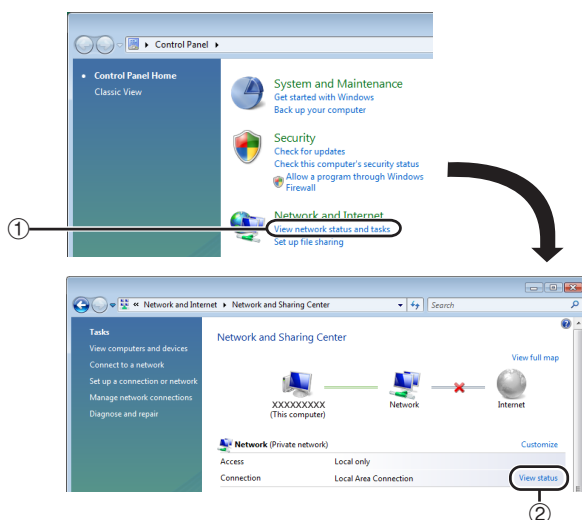 Control Panel
Control Panel Home
Classic View
System and Maintenance
Get started with Windows
Back up your computer
Security
Check for updates
Check this computer's security status
Allow a program through Windows
Firewall
Network and Internet
① View network status and tasks
Set up file sharing
« Network and Internet Network and Sharing Center Search
Tasks
View computers and devices
Connect to a network
Set up a connection or network
Manage network connections
Diagnose and repair
Network and Sharing Center
View full map
XXXXXXXXX Network Internet
(This computer)
Network (Private network) Customize
Access Local only
Connection Local Area Connection View status
②